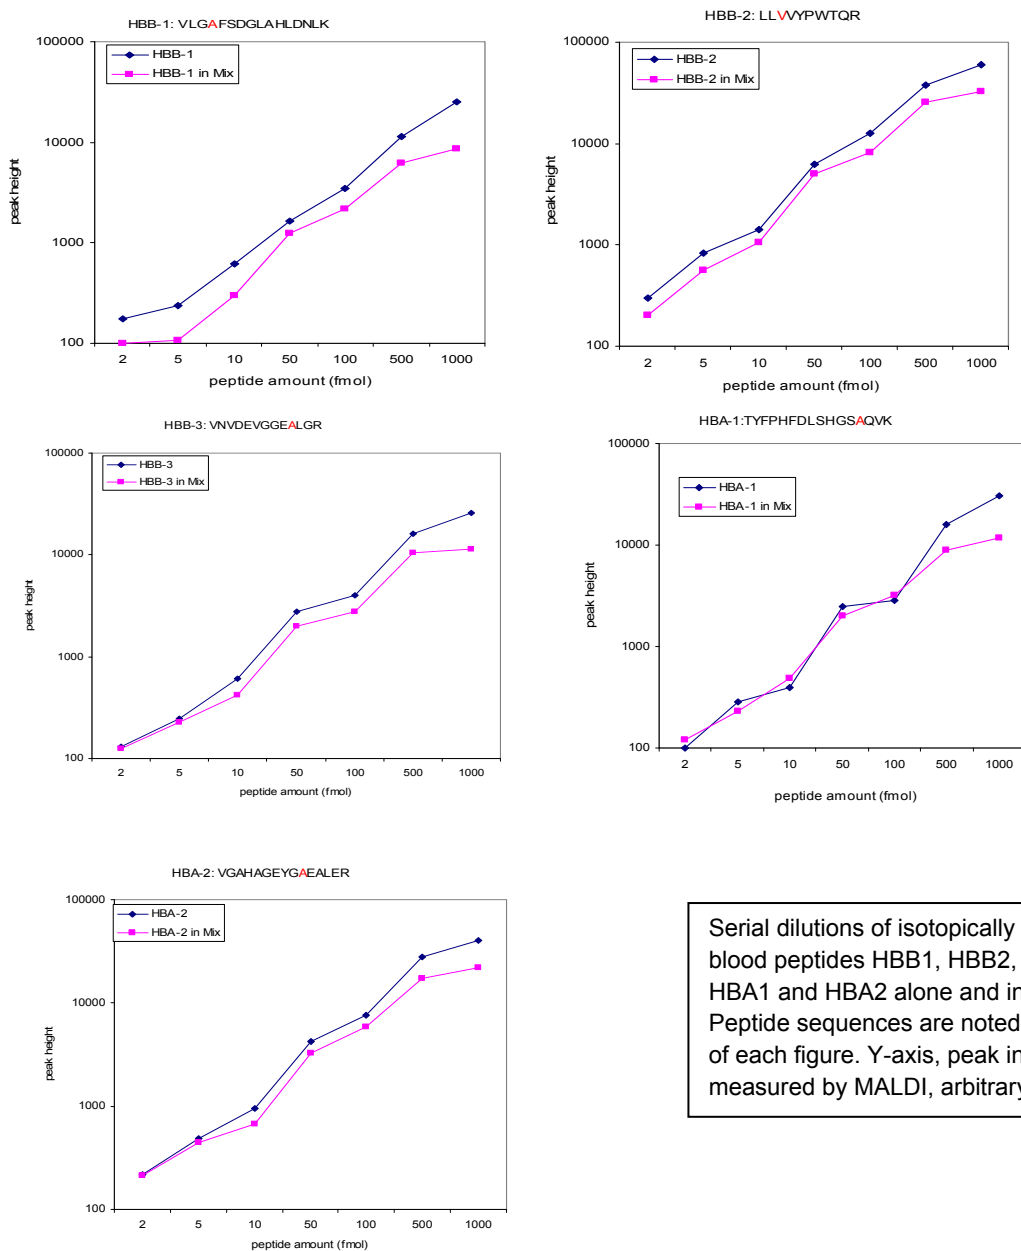 HBB-1: VLGAFSDGLAHLDNLK
100000
10000
1000
100
peak height
HBB-1
HBB-1 in Mix
2 5 10 50 100 500 1000
peptide amount (fmol)
HBB-2: LLVVYPWTQR
100000
10000
1000
100
peak height
HBB-2
HBB-2 in Mix
2 5 10 50 100 500 1000
peptide amount (fmol)
HBB-3: VNVDEVGGEALGR
100000
10000
1000
100
peak height
HBB-3
HBB-3 in Mix
2 5 10 50 100 500 1000
peptide amount (fmol)
HBA-1:TYFPHFDLSHGSAQVK
100000
10000
1000
100
peak height
HBA-1
HBA-1 in Mix
2 5 10 50 100 500 1000
peptide amount (fmol)
HBA-2: VGAHAGEYGAEALER
100000
10000
1000
100
peak height
HBA-2
HBA-2 in Mix
2 5 10 50 100 500 1000
peptide amount (fmol)
Serial dilutions of isotopically
blood peptides HBB1, HBB2,
HBA1 and HBA2 alone and in
Peptide sequences are noted
of each figure. Y-axis, peak in
measured by MALDI, arbitrary